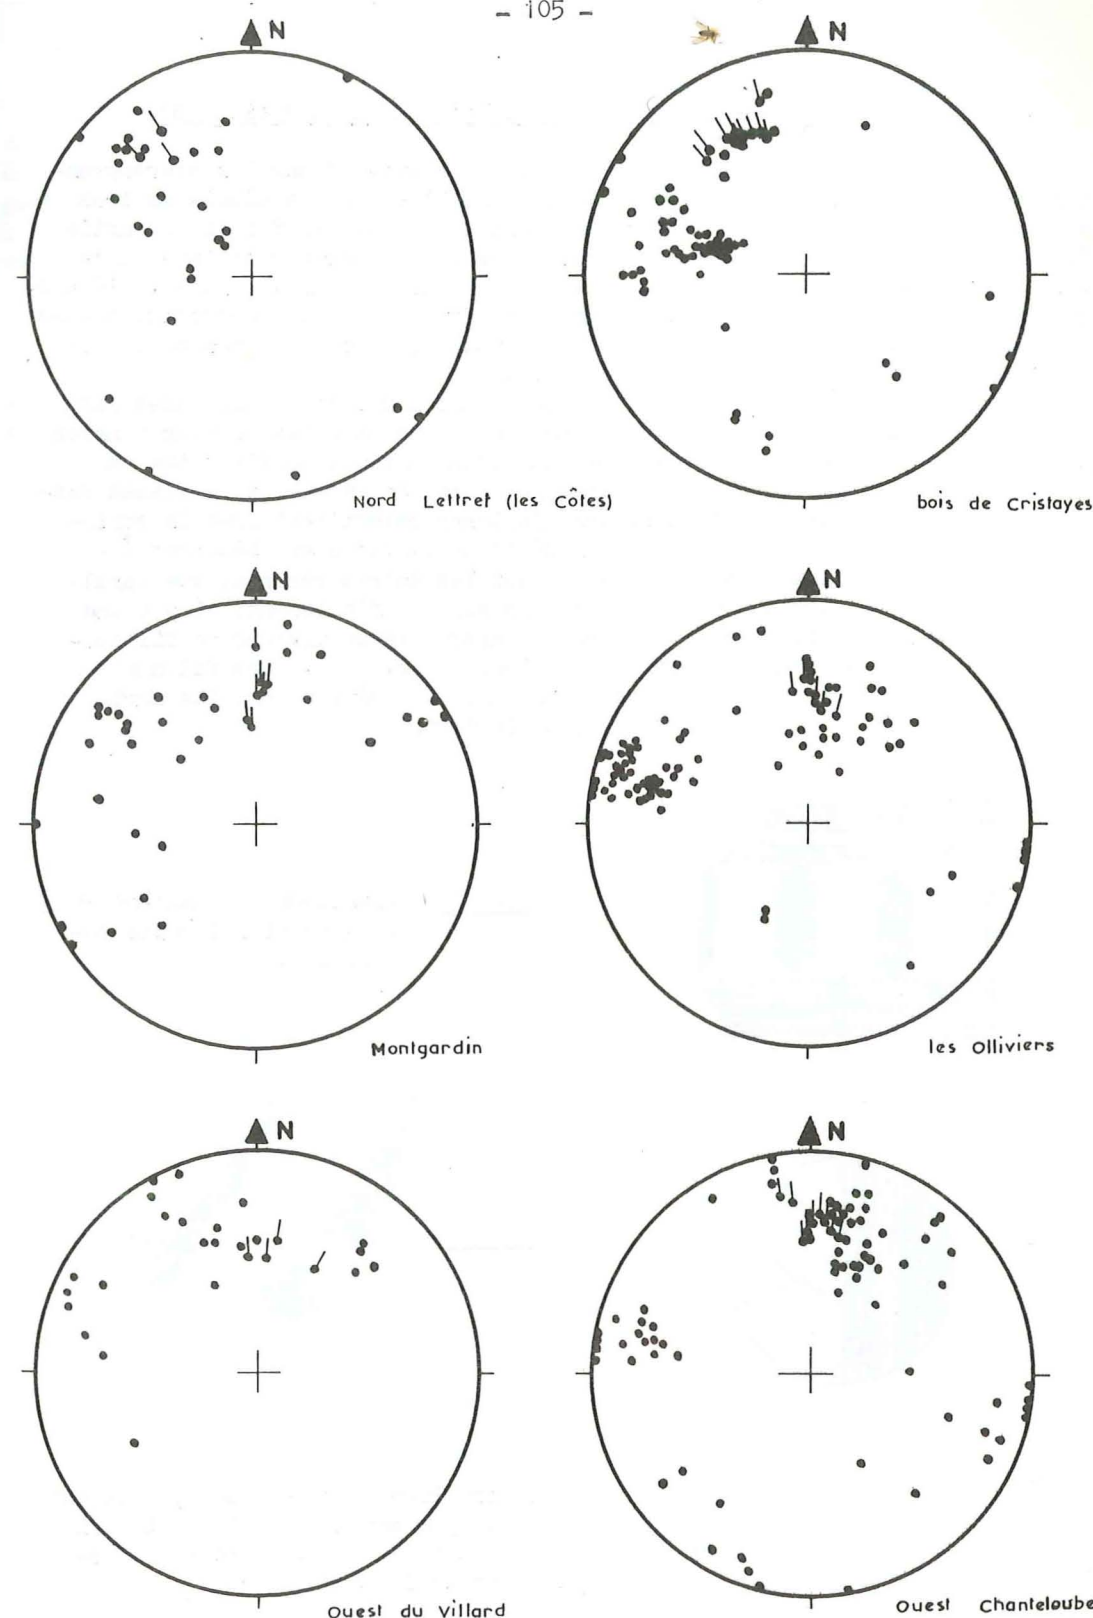 - 105 -
N
N
Nord Lettret (les Côtes)
bois de Cristayes
N
N
Montgardin
les Olliviers
N
N
Ouest du Villard
Ouest Chanteloube